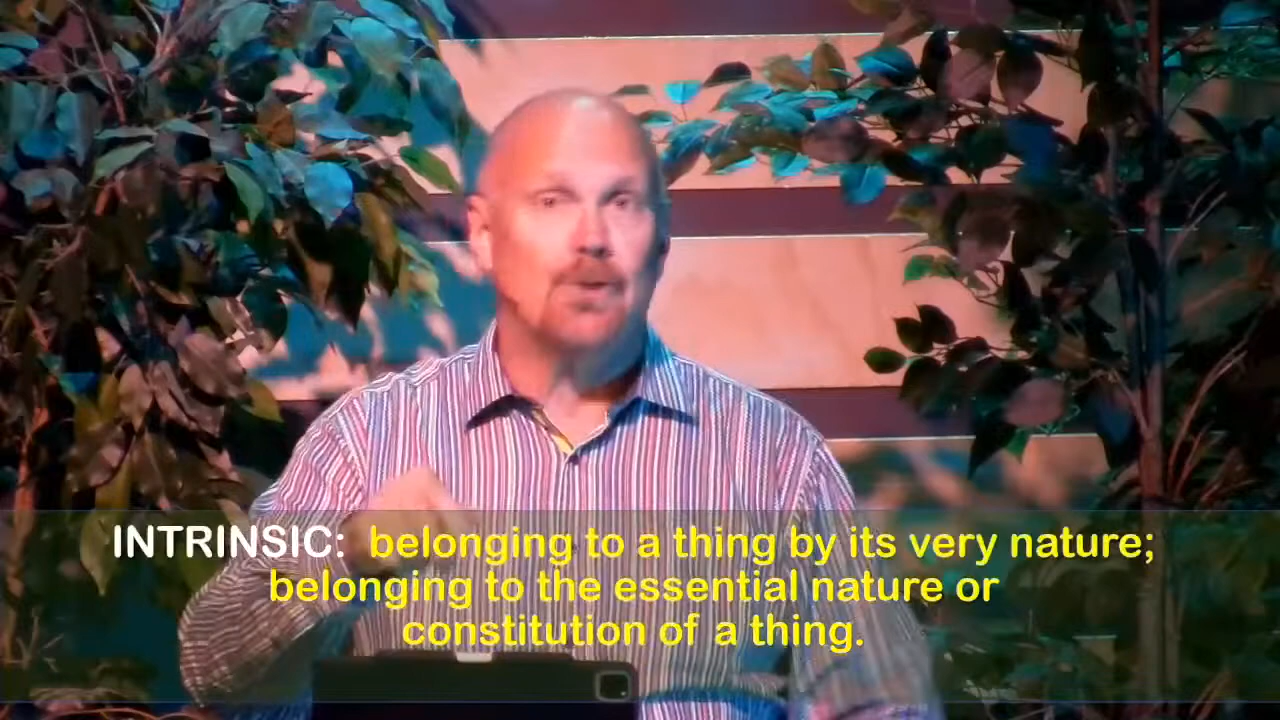 INTRINSIC: belonging to a thing by its very nature;
belonging to the essential nature or
constitution of a thing.